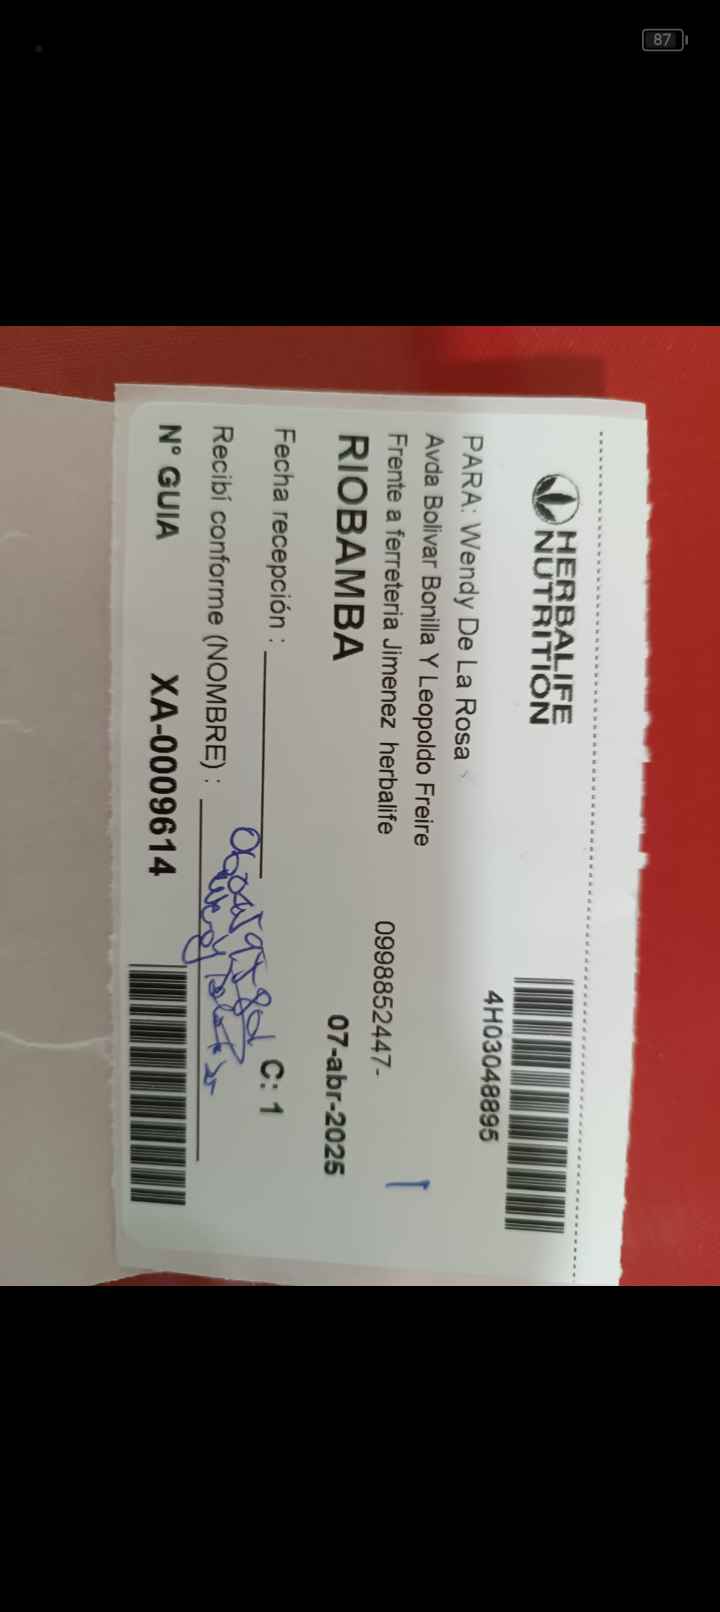 87
HERBALIFE
NUTRITION
4H03048895
PARA: Wendy De La Rosa
Avda Bolivar Bonilla Y Leopoldo Freire
Frente a ferreteria Jimenez herbalife 0998852447-
RIOBAMBA 07-abr-2025
Fecha recepción : C: 1
Recibí conforme (NOMBRE) :
Nº GUIA XA-0009614